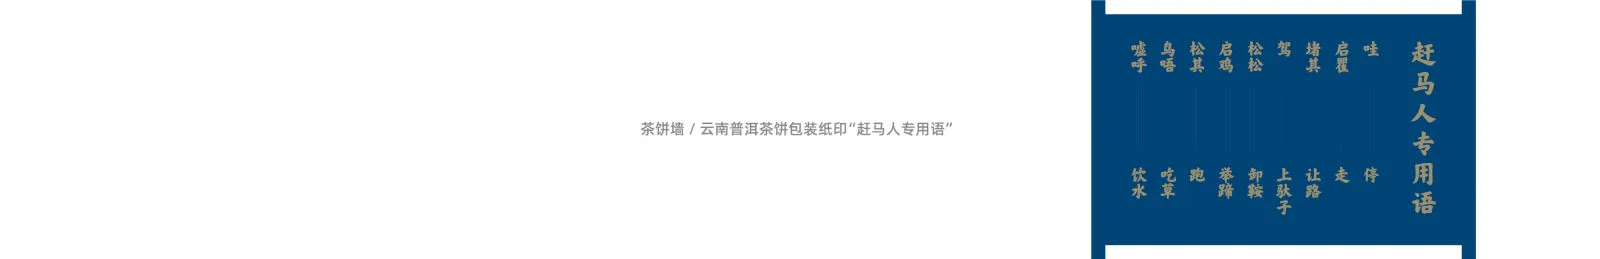 茶饼墙 / 云南普洱茶饼包装纸印“赶马人专用语”
赶马人专用语
哇 停
启瞿 走
堵其 让路
驾 上驮子
松松 卸鞍
启鸡 举蹄
松其 跑
乌唔 吃草
嘘呼 饮水